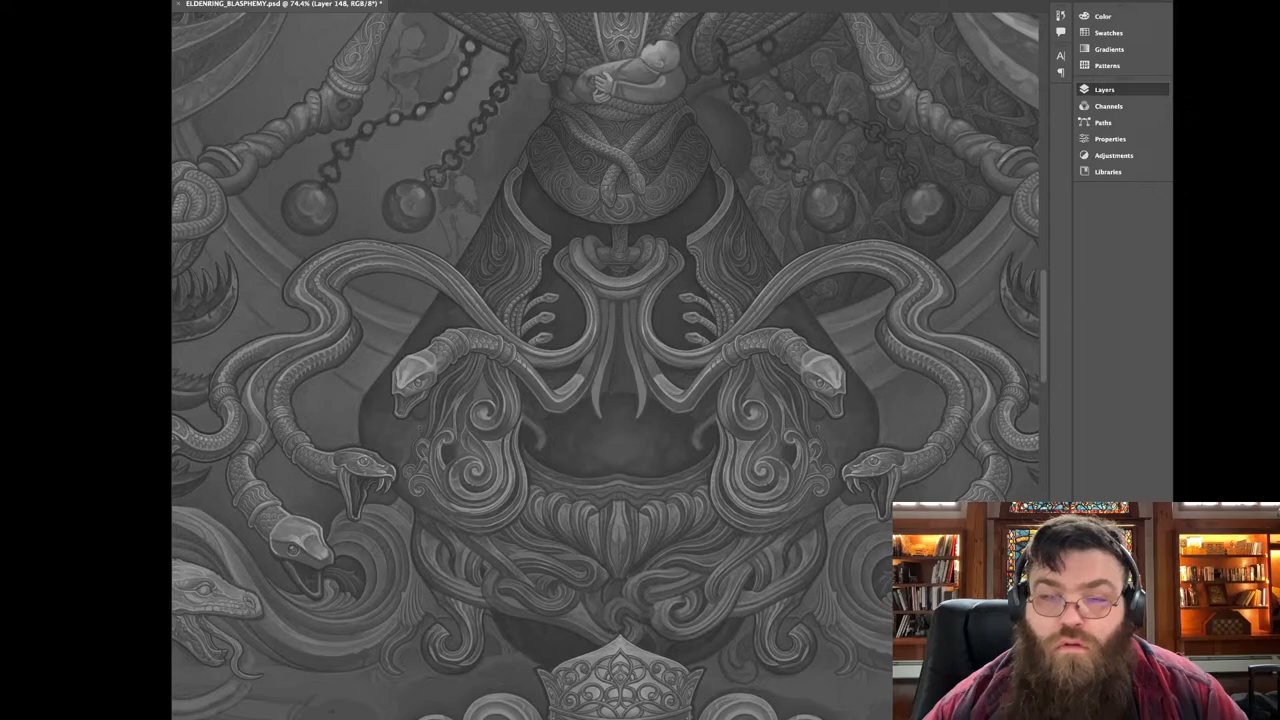 ELDENRING_BLASPHEMY.psd @ 74.4% (Layer 148, RGB/8*) *
Color
Swatches
Gradients
Patterns
Layers
Channels
Paths
Properties
Adjustments
Libraries